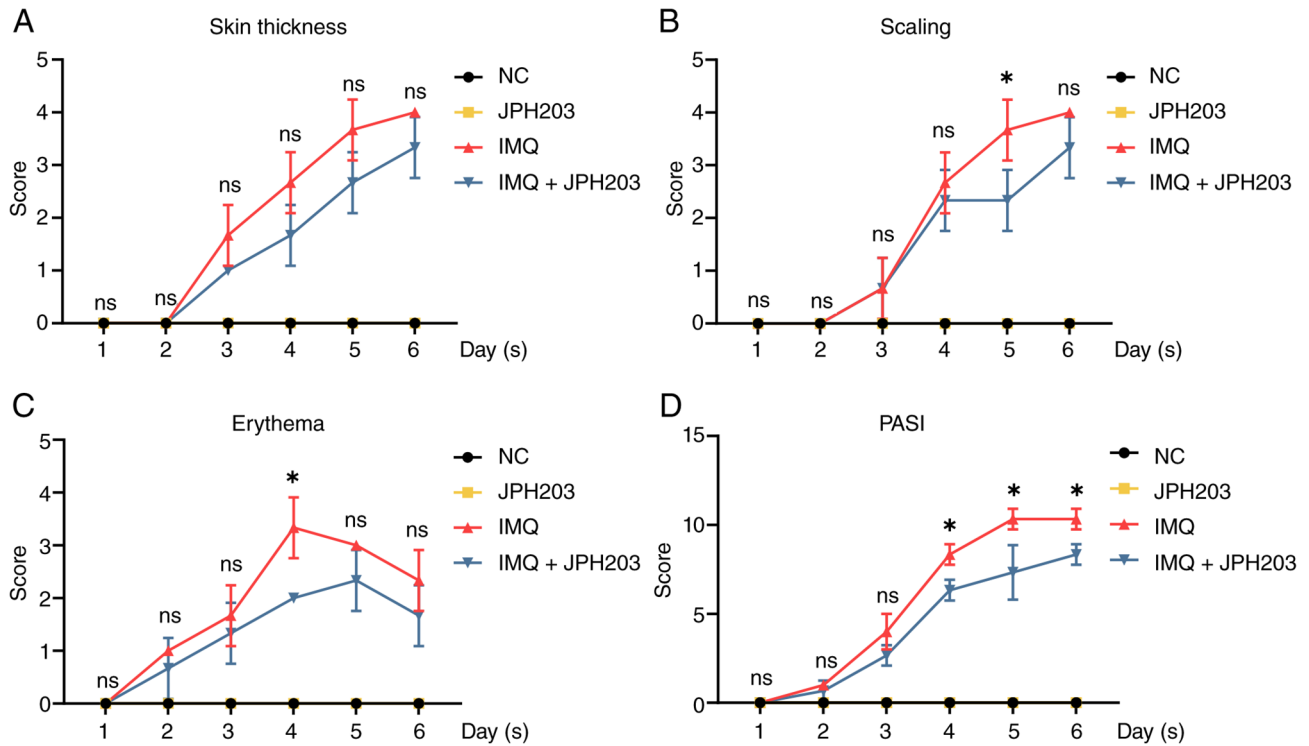 A
Skin thickness
5
4
3
2
1
0
Score
ns
ns
ns
ns
ns
ns
1 2 3 4 5 6 Day (s)
NC
JPH203
IMQ
IMQ + JPH203
B
Scaling
5
4
3
2
1
0
Score
ns
ns
ns
ns
*
ns
1 2 3 4 5 6 Day (s)
NC
JPH203
IMQ
IMQ + JPH203
C
Erythema
5
4
3
2
1
0
Score
ns
ns
ns
*
ns
ns
1 2 3 4 5 6 Day (s)
NC
JPH203
IMQ
IMQ + JPH203
D
PASI
15
10
5
0
Score
ns
ns
ns
*
*
*
1 2 3 4 5 6 Day (s)
NC
JPH203
IMQ
IMQ + JPH203